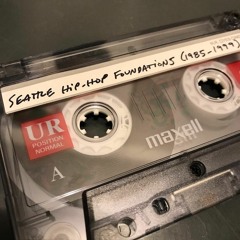 SEATTLE HIP-HOP FOUNDATIONS (1985-1999)
UR
POSITION
NORMAL
maxell
A